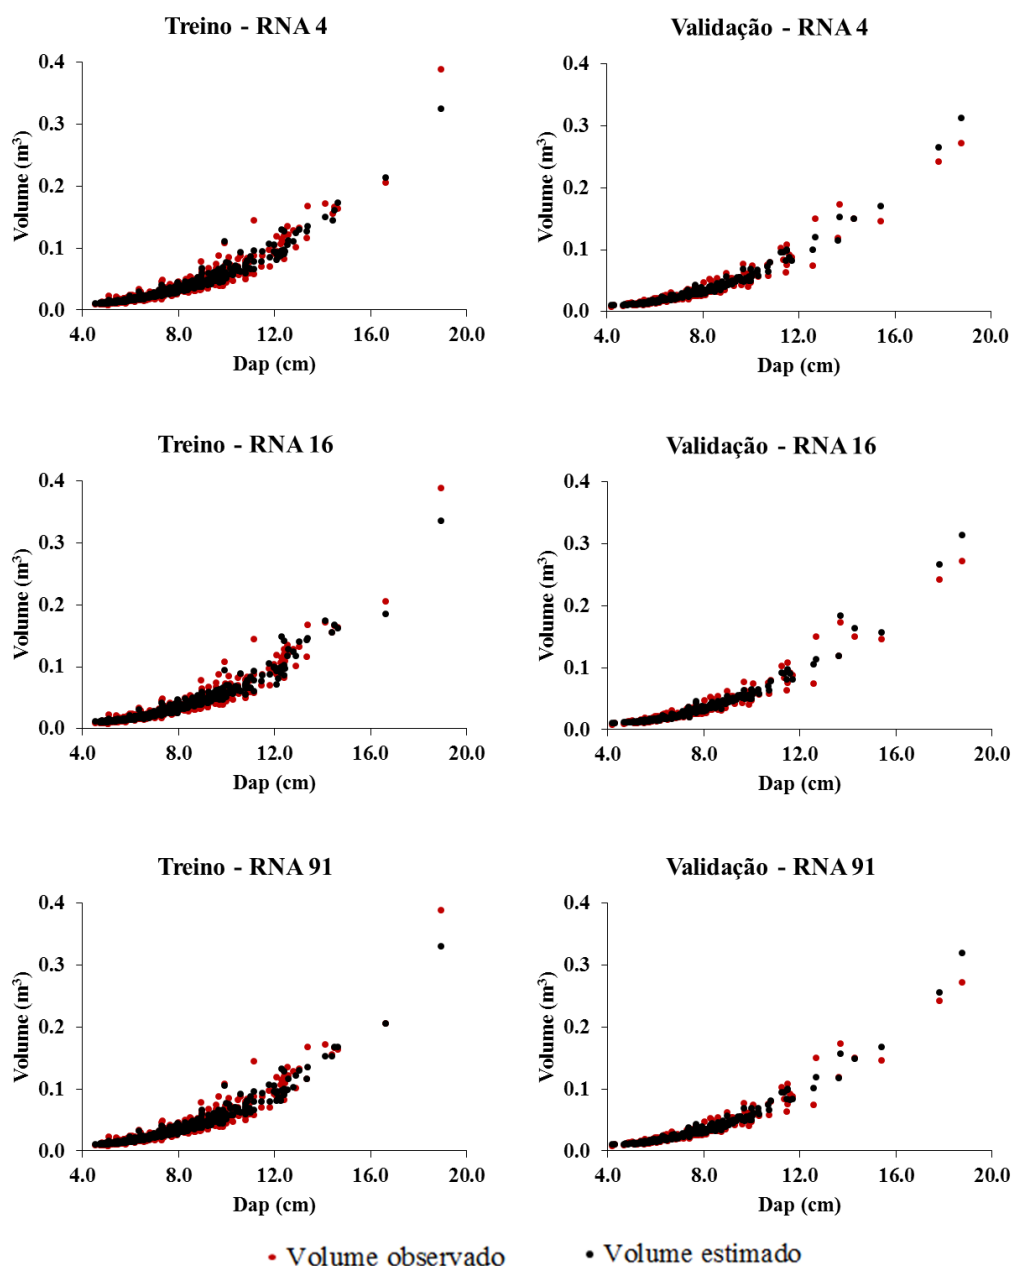 Treino - RNA 4
Volume (m³)
0.4
0.3
0.2
0.1
0.0
4.0 8.0 12.0 16.0 20.0
Dap (cm)
Validação - RNA 4
Volume (m³)
0.4
0.3
0.2
0.1
0.0
4.0 8.0 12.0 16.0 20.0
Dap (cm)
Treino - RNA 16
Volume (m³)
0.4
0.3
0.2
0.1
0.0
4.0 8.0 12.0 16.0 20.0
Dap (cm)
Validação - RNA 16
Volume (m³)
0.4
0.3
0.2
0.1
0.0
4.0 8.0 12.0 16.0 20.0
Dap (cm)
Treino - RNA 91
Volume (m³)
0.4
0.3
0.2
0.1
0.0
4.0 8.0 12.0 16.0 20.0
Dap (cm)
Validação - RNA 91
Volume (m³)
0.4
0.3
0.2
0.1
0.0
4.0 8.0 12.0 16.0 20.0
Dap (cm)
Volume observado Volume estimado